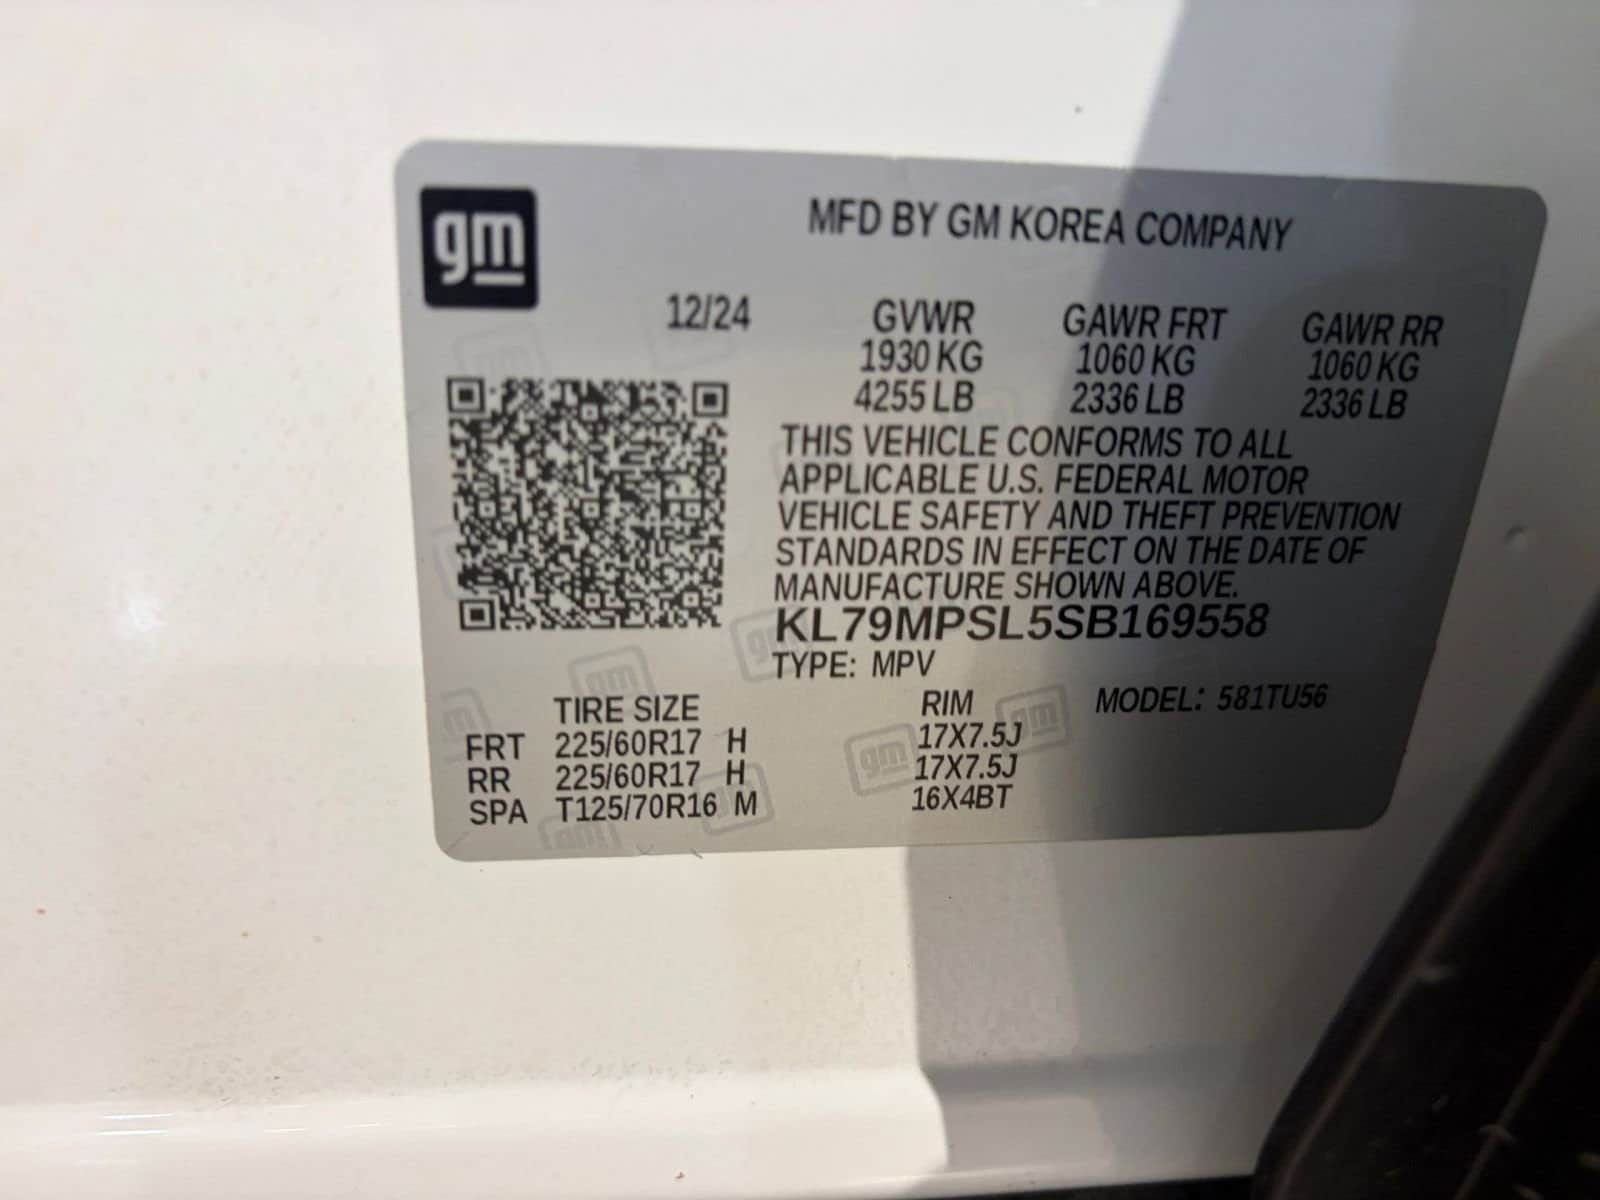 gm
MFD BY GM KOREA COMPANY
12/24 GVWR GAWR FRT GAWR RR
1930 KG 1060 KG 1060 KG
4255 LB 2336 LB 2336 LB
THIS VEHICLE CONFORMS TO ALL
APPLICABLE U.S. FEDERAL MOTOR
VEHICLE SAFETY AND THEFT PREVENTION
STANDARDS IN EFFECT ON THE DATE OF
MANUFACTURE SHOWN ABOVE.
KL79MPSL5SB169558
TYPE: MPV
TIRE SIZE RIM MODEL: 581TU56
FRT 225/60R17 H 17X7.5J
RR 225/60R17 H 17X7.5J
SPA T125/70R16 M 16X4BT